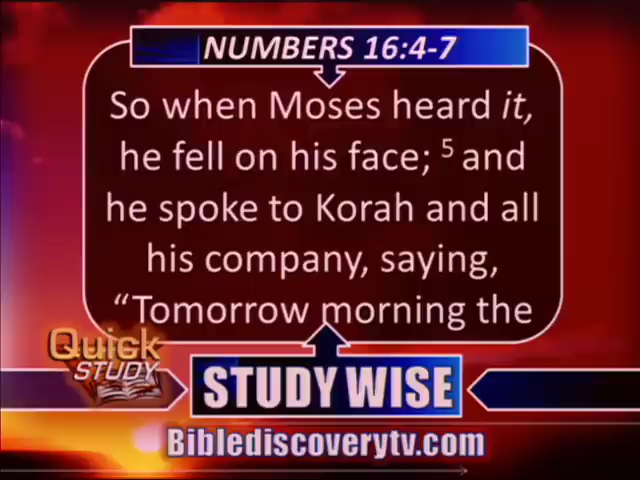 NUMBERS 16:4-7
So when Moses heard it,
he fell on his face; 5 and
he spoke to Korah and all
his company, saying,
“Tomorrow morning the
Quick
STUDY
STUDY WISE
Biblediscoverytv.com